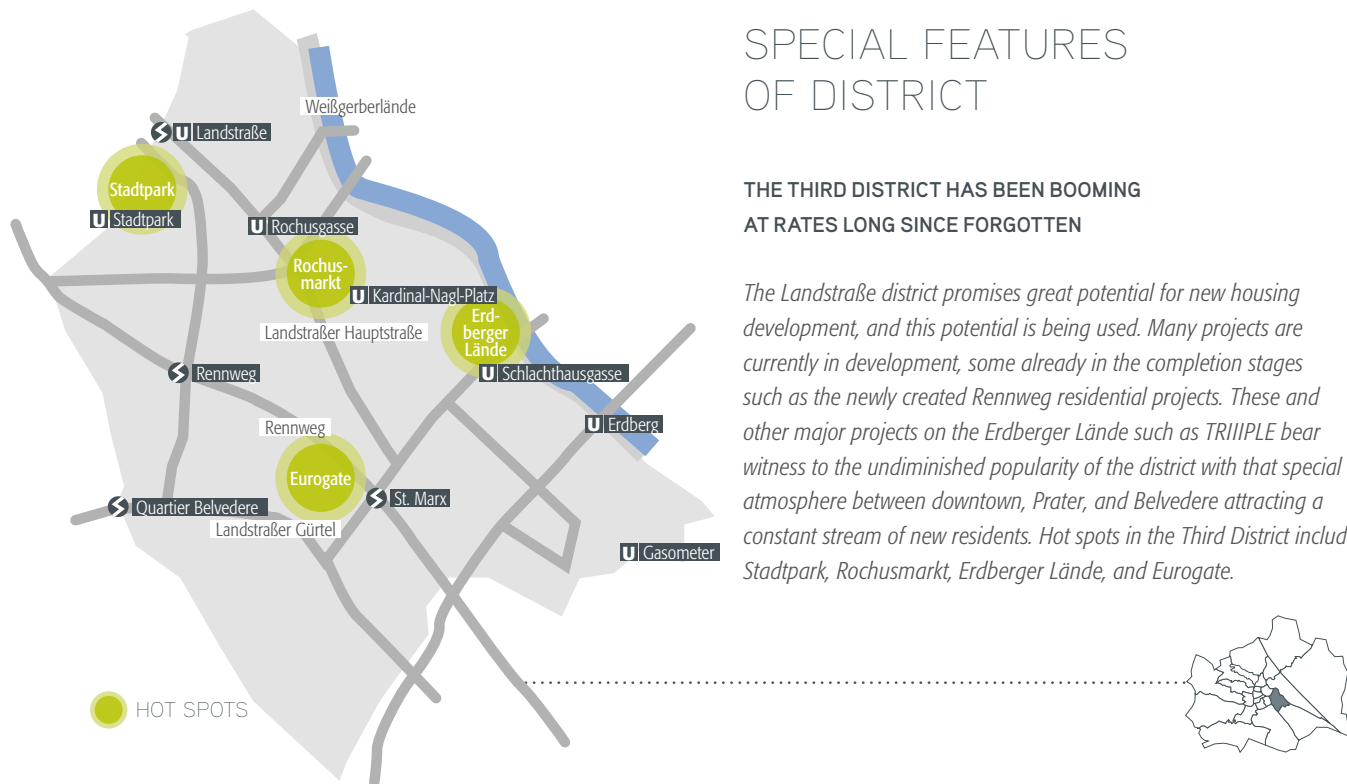 SPECIAL FEATURES
OF DISTRICT
THE THIRD DISTRICT HAS BEEN BOOMING
AT RATES LONG SINCE FORGOTTEN
The Landstraße district promises great potential for new housing
development, and this potential is being used. Many projects are
currently in development, some already in the completion stages
such as the newly created Rennweg residential projects. These and
other major projects on the Erdberger Lände such as TRIIIPLE bear
witness to the undiminished popularity of the district with that special
atmosphere between downtown, Prater, and Belvedere attracting a
constant stream of new residents. Hot spots in the Third District includ
Stadtpark, Rochusmarkt, Erdberger Lände, and Eurogate.
Weißgerberlände
S U Landstraße
Stadtpark
U Stadtpark
U Rochusgasse
Rochus-
markt
U Kardinal-Nagl-Platz
Landstraßer Hauptstraße
Erd-
berger
Lände
S Rennweg
U Schlachthausgasse
U Erdberg
Rennweg
Eurogate
S St. Marx
S Quartier Belvedere
Landstraßer Gürtel
U Gasometer
HOT SPOTS